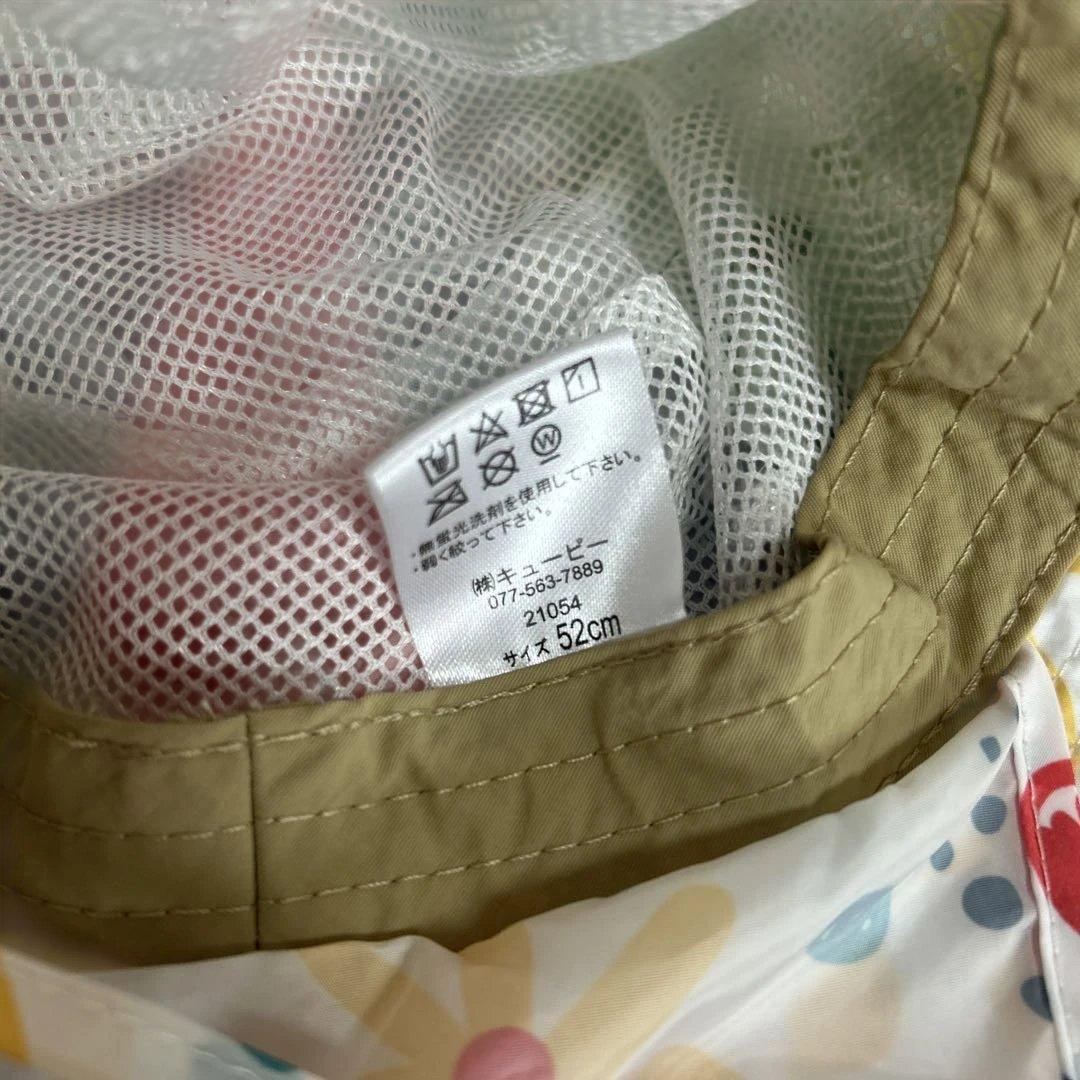 W
・無蛍光洗剤を使用して下さい。
・弱く絞って下さい。
(株)キューピー
077-563-7889
21054
サイズ 52cm